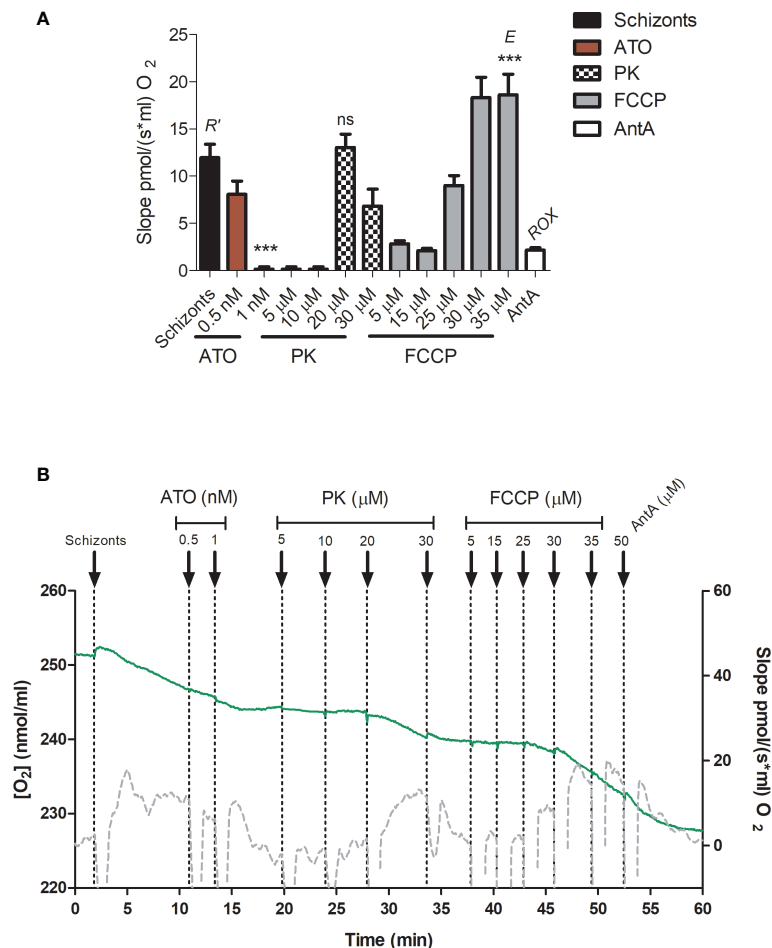 A
Slope pmol/(s*ml) O 2
25
20
15
10
5
0
R'
***
ns
E
***
ROX
Schizonts
0.5 nM
1 nM
5 μM
10 μM
20 μM
30 μM
5 μM
15 μM
25 μM
30 μM
35 μM
AntA
ATO
PK
FCCP
Schizonts
ATO
PK
FCCP
AntA
B
ATO (nM)
PK (μM)
FCCP (μM)
AntA (μM)
Schizonts
0.5
1
5
10
20
30
5
15
25
30
35
50
[O2] (nmol/ml)
260
250
240
230
220
60
40
20
0
Slope pmol/(s*ml) O 2
0
5
10
15
20
25
30
35
40
45
50
55
60
Time (min)